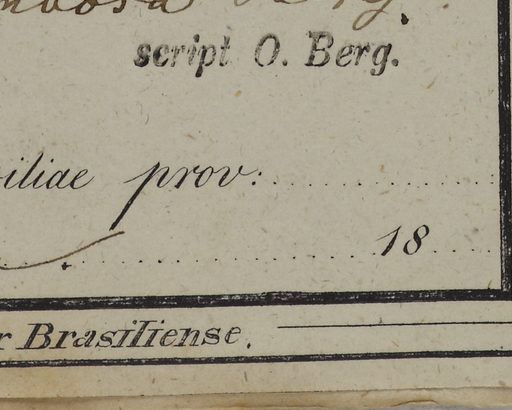 script O. Berg.
iliae prov:
18
r Brasiliense.